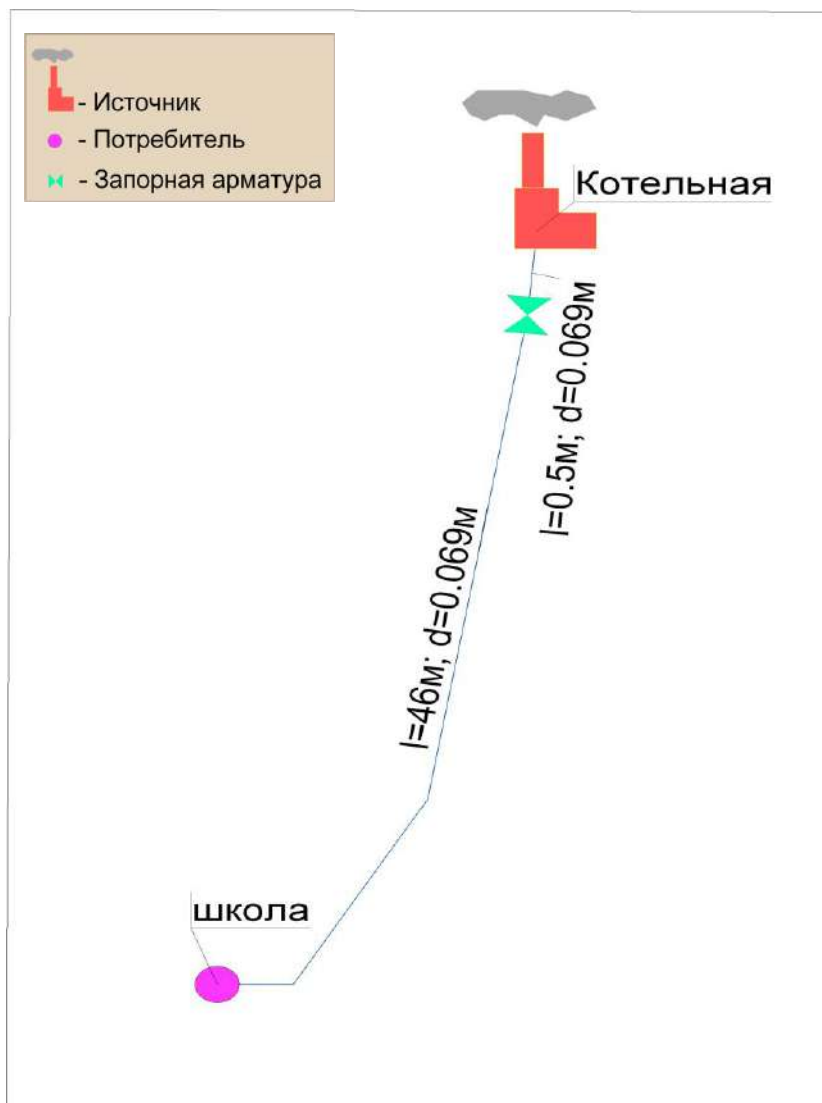 - Источник
- Потребитель
- Запорная арматура
Котельная
l=0.5м; d=0.069м
l=46м; d=0.069м
школа